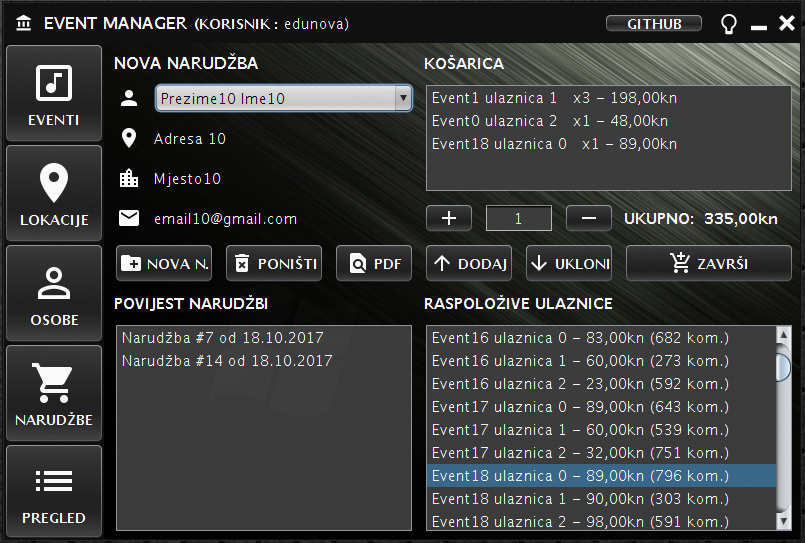 EVENT MANAGER (KORISNIK : edunova)
GITHUB
EVENTI
LOKACIJE
OSOBE
NARUDŽBE
PREGLED
NOVA NARUDŽBA
Prezime10 Ime10
Adresa 10
Mjesto10
email10@gmail.com
NOVA N.
PONIŠTI
PDF
POVIJEST NARUDŽBI
Narudžba #7 od 18.10.2017
Narudžba #14 od 18.10.2017
KOŠARICA
Event1 ulaznica 1 x3 – 198,00kn
Event0 ulaznica 2 x1 – 48,00kn
Event18 ulaznica 0 x1 – 89,00kn
1
UKUPNO: 335,00kn
DODAJ
UKLONI
ZAVRŠI
RASPOLOŽIVE ULAZNICE
Event16 ulaznica 0 – 83,00kn (682 kom.)
Event16 ulaznica 1 – 60,00kn (273 kom.)
Event16 ulaznica 2 – 23,00kn (592 kom.)
Event17 ulaznica 0 – 89,00kn (643 kom.)
Event17 ulaznica 1 – 60,00kn (539 kom.)
Event17 ulaznica 2 – 32,00kn (751 kom.)
Event18 ulaznica 0 – 89,00kn (796 kom.)
Event18 ulaznica 1 – 90,00kn (303 kom.)
Event18 ulaznica 2 – 98,00kn (591 kom.)